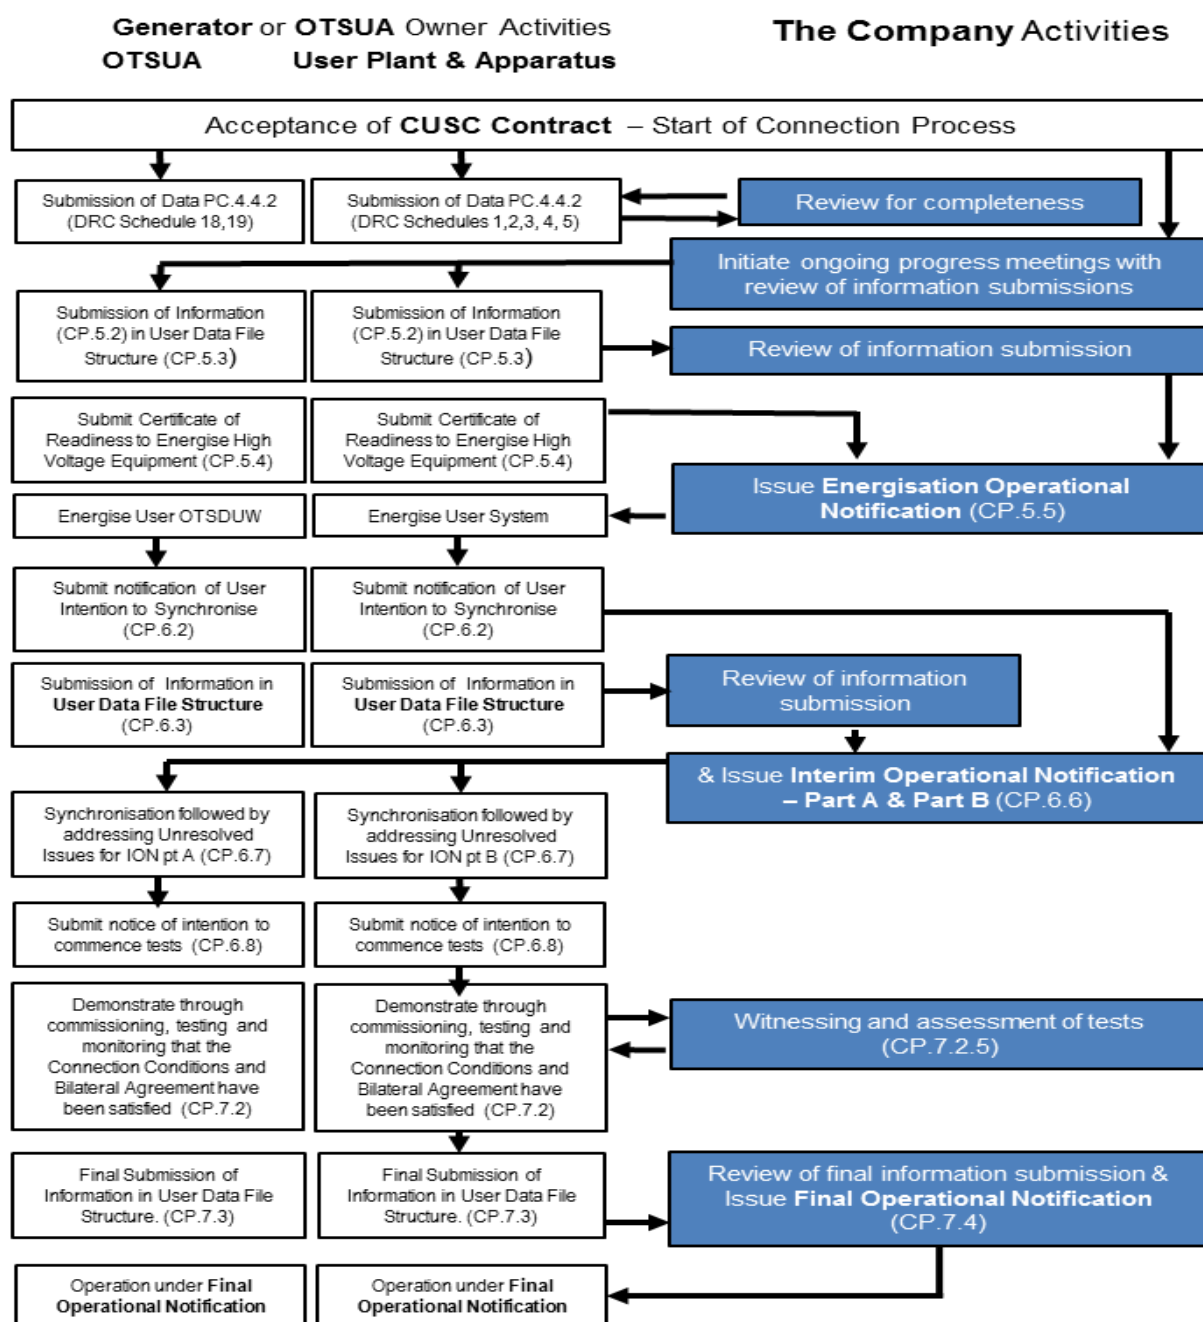 Generator or OTSUA Owner Activities
OTSUA
User Plant & Apparatus
The Company Activities
Acceptance of CUSC Contract – Start of Connection Process
Submission of Data PC.4.4.2
(DRC Schedule 18,19)
Submission of Data PC.4.4.2
(DRC Schedules 1,2,3, 4, 5)
Review for completeness
Initiate ongoing progress meetings with
review of information submissions
Submission of Information
(CP.5.2) in User Data File
Structure (CP.5.3)
Submission of Information
(CP.5.2) in User Data File
Structure (CP.5.3)
Review of information submission
Submit Certificate of
Readiness to Energise High
Voltage Equipment (CP.5.4)
Submit Certificate of
Readiness to Energise High
Voltage Equipment (CP.5.4)
Issue Energisation Operational
Notification (CP.5.5)
Energise User OTSDUW
Energise User System
Submit notification of User
Intention to Synchronise
(CP.6.2)
Submit notification of User
Intention to Synchronise
(CP.6.2)
Submission of Information in
User Data File Structure
(CP.6.3)
Submission of Information in
User Data File Structure
(CP.6.3)
Review of information
submission
& Issue Interim Operational Notification
– Part A & Part B (CP.6.6)
Synchronisation followed by
addressing Unresolved
Issues for ION pt A (CP.6.7)
Synchronisation followed by
addressing Unresolved
Issues for ION pt B (CP.6.7)
Submit notice of intention to
commence tests (CP.6.8)
Submit notice of intention to
commence tests (CP.6.8)
Demonstrate through
commissioning, testing and
monitoring that the
Connection Conditions and
Bilateral Agreement have
been satisfied (CP.7.2)
Demonstrate through
commissioning, testing and
monitoring that the
Connection Conditions and
Bilateral Agreement have
been satisfied (CP.7.2)
Witnessing and assessment of tests
(CP.7.2.5)
Final Submission of
Information in User Data File
Structure. (CP.7.3)
Final Submission of
Information in User Data File
Structure. (CP.7.3)
Review of final information submission &
Issue Final Operational Notification
(CP.7.4)
Operation under Final
Operational Notification
Operation under Final
Operational Notification